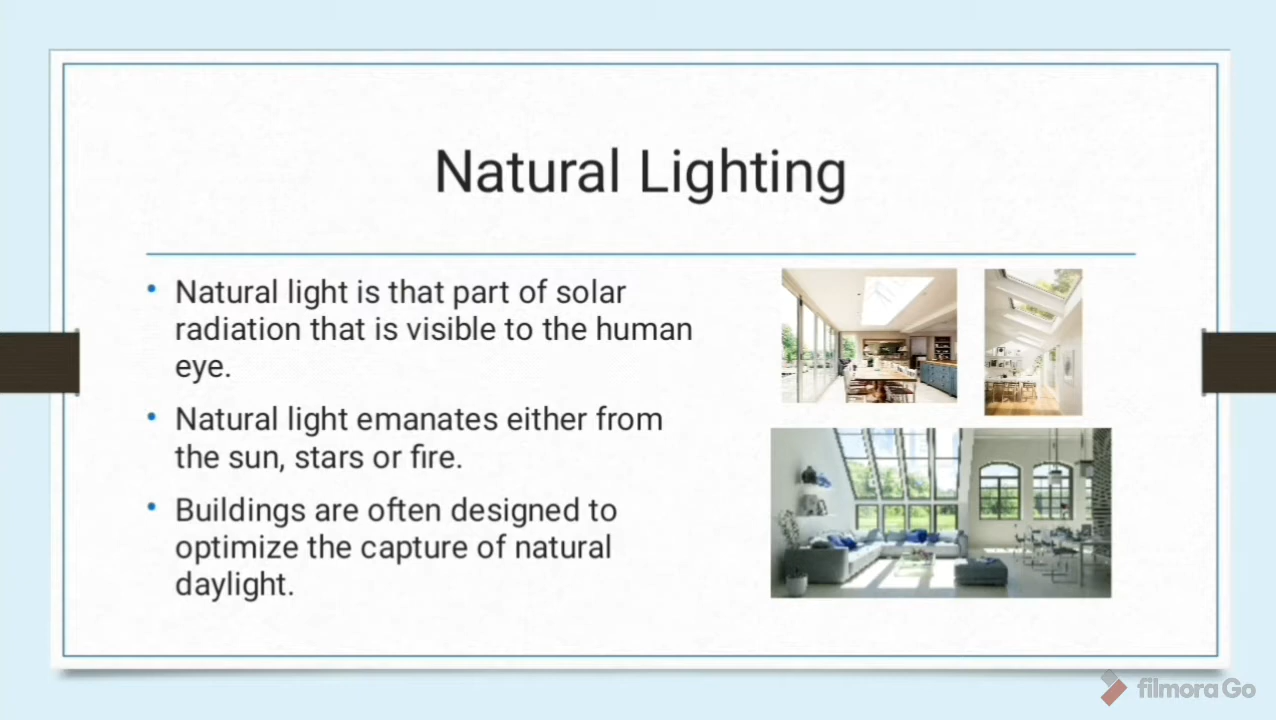 Natural Lighting
• Natural light is that part of solar
radiation that is visible to the human
eye.
• Natural light emanates either from
the sun, stars or fire.
• Buildings are often designed to
optimize the capture of natural
daylight.
filmora Go